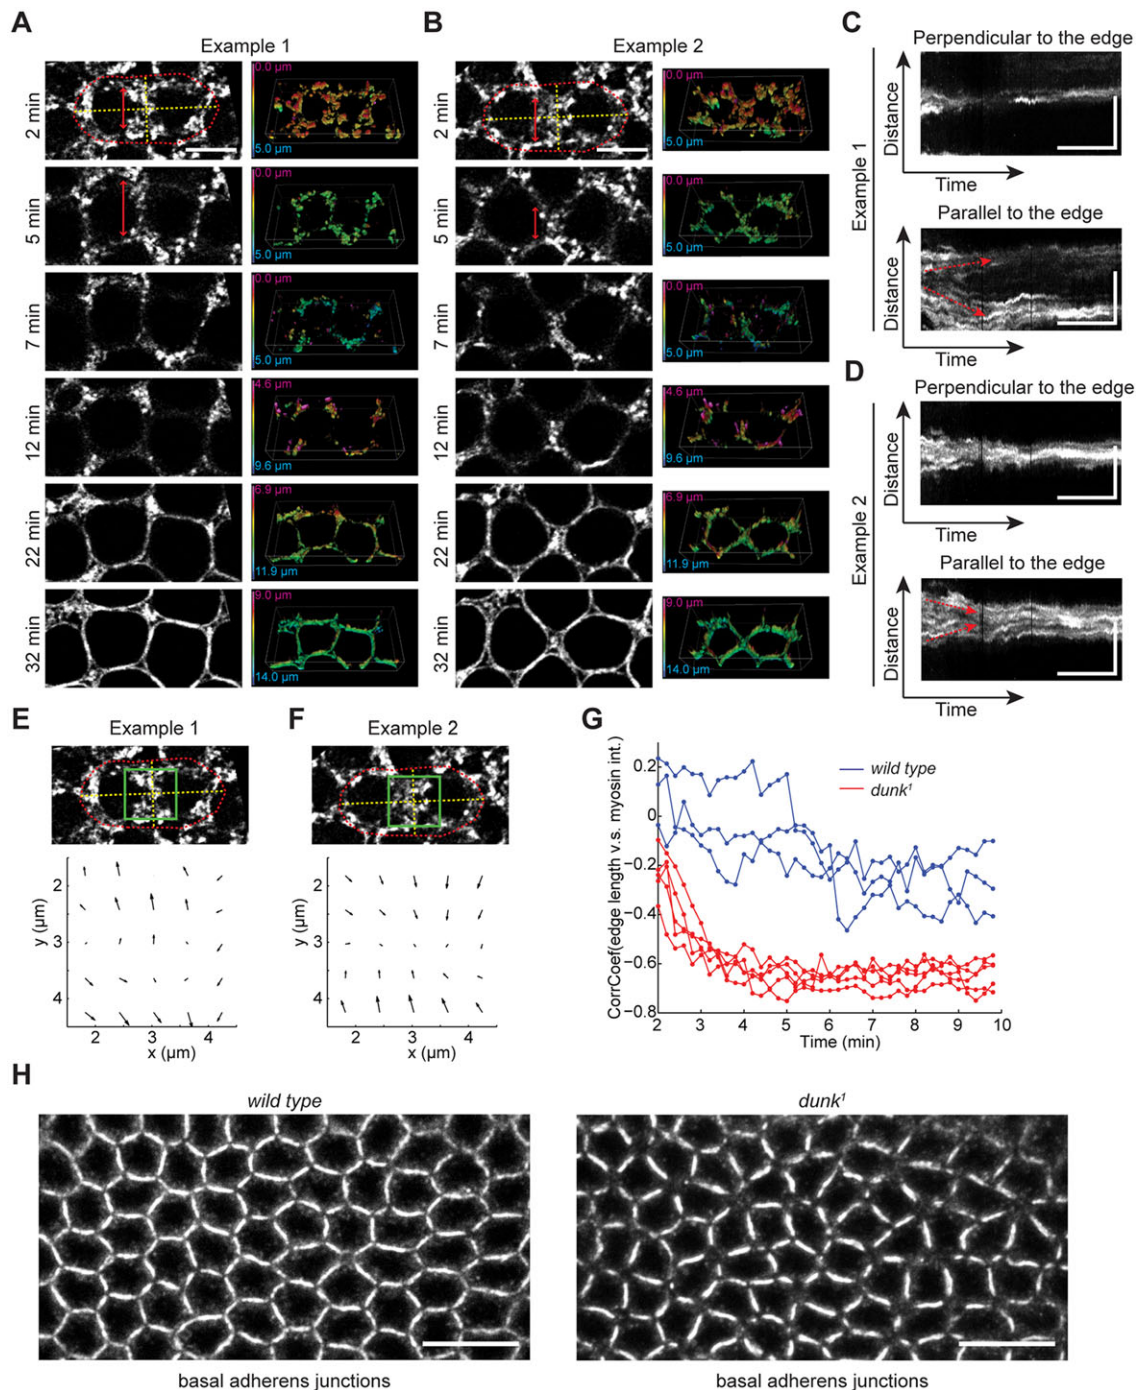 A
Example 1
2 min
0.0 µm
5.0 µm
5 min
0.0 µm
5.0 µm
7 min
0.0 µm
5.0 µm
12 min
4.6 µm
9.6 µm
22 min
6.9 µm
11.9 µm
32 min
9.0 µm
14.0 µm
B
Example 2
2 min
0.0 µm
5.0 µm
5 min
0.0 µm
5.0 µm
7 min
0.0 µm
5.0 µm
12 min
4.6 µm
9.6 µm
22 min
6.9 µm
11.9 µm
32 min
9.0 µm
14.0 µm
C
Example 1
Perpendicular to the edge
Distance
Time
Parallel to the edge
Distance
Time
D
Example 2
Perpendicular to the edge
Distance
Time
Parallel to the edge
Distance
Time
E
Example 1
y (µm)
2
3
4
2 3 4
x (µm)
F
Example 2
y (µm)
2
3
4
2 3 4
x (µm)
G
CorrCoef(edge length v.s. myosin int.)
0.2
0
−0.2
−0.4
−0.6
−0.8
wild type
dunk¹
2 3 4 5 6 7 8 9 10
Time (min)
H
wild type
basal adherens junctions
dunk¹
basal adherens junctions